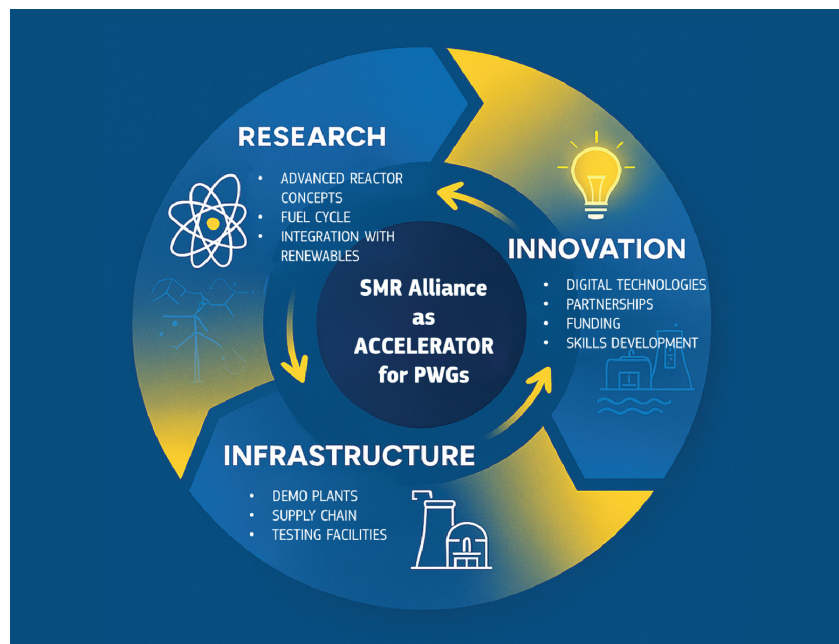 RESEARCH
• ADVANCED REACTOR
CONCEPTS
• FUEL CYCLE
• INTEGRATION WITH
RENEWABLES
INNOVATION
• DIGITAL TECHNOLOGIES
• PARTNERSHIPS
• FUNDING
• SKILLS DEVELOPMENT
SMR Alliance
as
ACCELERATOR
for PWGs
INFRASTRUCTURE
• DEMO PLANTS
• SUPPLY CHAIN
• TESTING FACILITIES